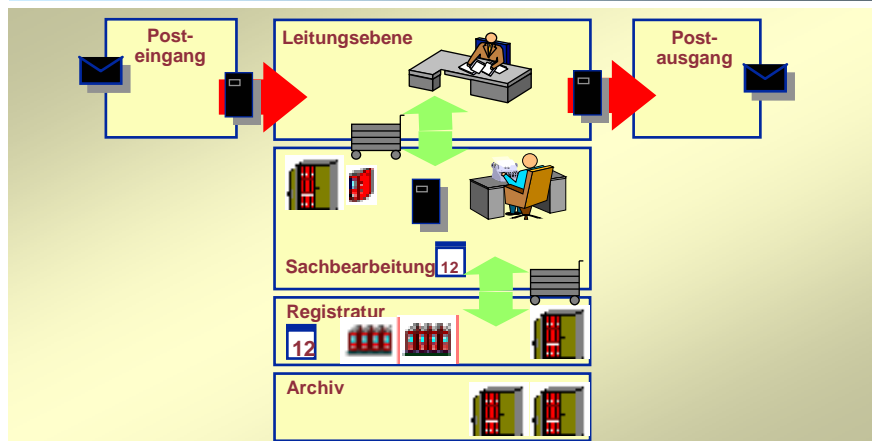 Post-
eingang
Leitungsebene
Post-
ausgang
Sachbearbeitung
12
Registratur
12
Archiv